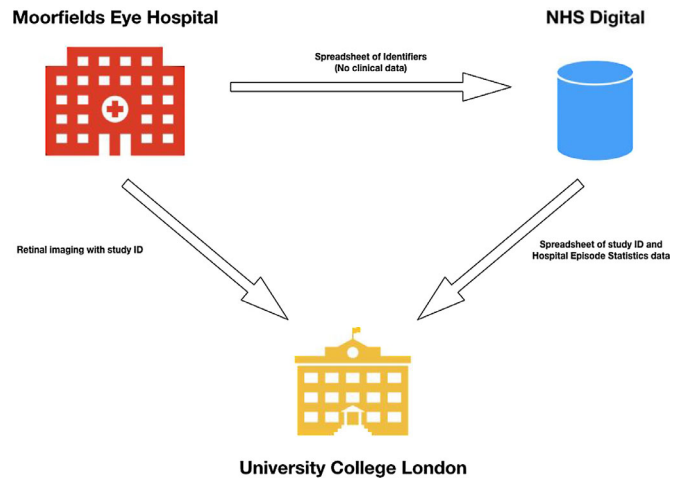 Moorfields Eye Hospital
NHS Digital
Spreadsheet of Identifiers
(No clinical data)
Retinal imaging with study ID
Spreadsheet of study ID and
Hospital Episode Statistics data
University College London